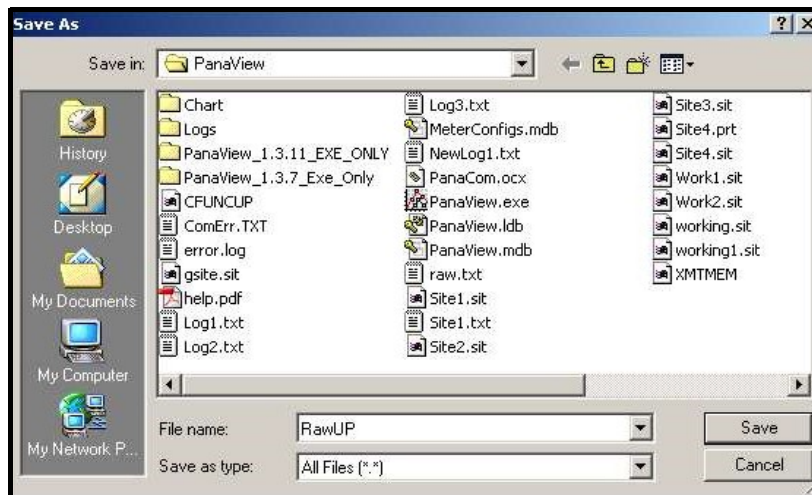 Save As
Save in: PanaView
History
Desktop
My Documents
My Computer
My Network P...
Chart
Logs
PanaView_1.3.11_EXE_ONLY
PanaView_1.3.7_Exe_Only
CFUNCUP
ComErr.TXT
error.log
gsite.sit
help.pdf
Log1.txt
Log2.txt
Log3.txt
MeterConfigs.mdb
NewLog1.txt
PanaCom.ocx
PanaView.exe
PanaView.ldb
PanaView.mdb
raw.txt
Site1.sit
Site1.txt
Site2.sit
Site3.sit
Site4.prt
Site4.sit
Work1.sit
Work2.sit
working.sit
working1.sit
XMTMEM
File name: RawUP
Save
Save as type: All Files (*.*)
Cancel